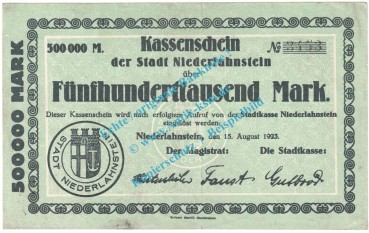 500 000 M.
Kassenschein
№
der Stadt Niederlahnstein
über
Fünfhunderttausend Mark.
Dieser Kassenschein wird nach erfolgtem Aufruf von der Stadtkasse Niederlahnstein
eingelöst werden.
Niederlahnstein, den 15. August 1923.
Der Magistrat:
Die Stadtkasse:
Faust
500000 MARK
STADT NIEDERLAHNSTEIN